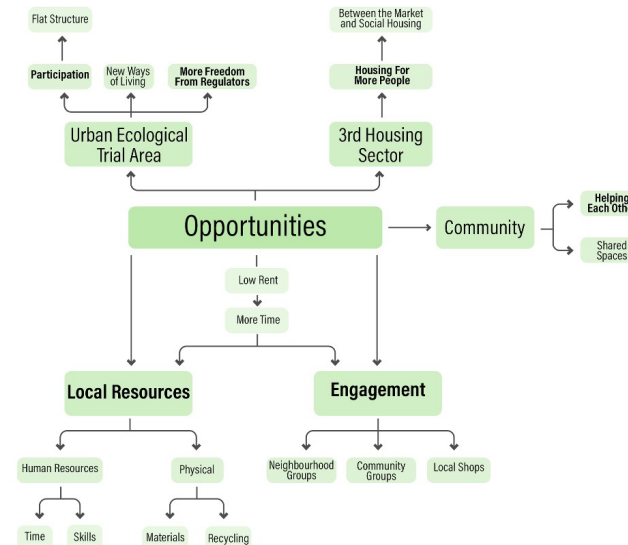 Flat Structure
Between the Market
and Social Housing
Participation
New Ways
of Living
More Freedom
From Regulators
Housing For
More People
Urban Ecological
Trial Area
3rd Housing
Sector
Opportunities
Community
Helping
Each Othe
Shared
Spaces
Low Rent
More Time
Local Resources
Engagement
Human Resources
Physical
Neighbourhood
Groups
Community
Groups
Local Shops
Time
Skills
Materials
Recycling